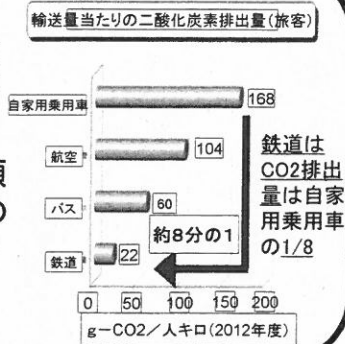 輸送量当たりの二酸化炭素排出量(旅客)
自家用乗用車
168
航空
104
バス
60
鉄道
22
約8分の1
鉄道は
CO2排出
量は自家
用乗用車
の1/8
0 50 100 150 200
g-CO2/人キロ(2012年度)
の